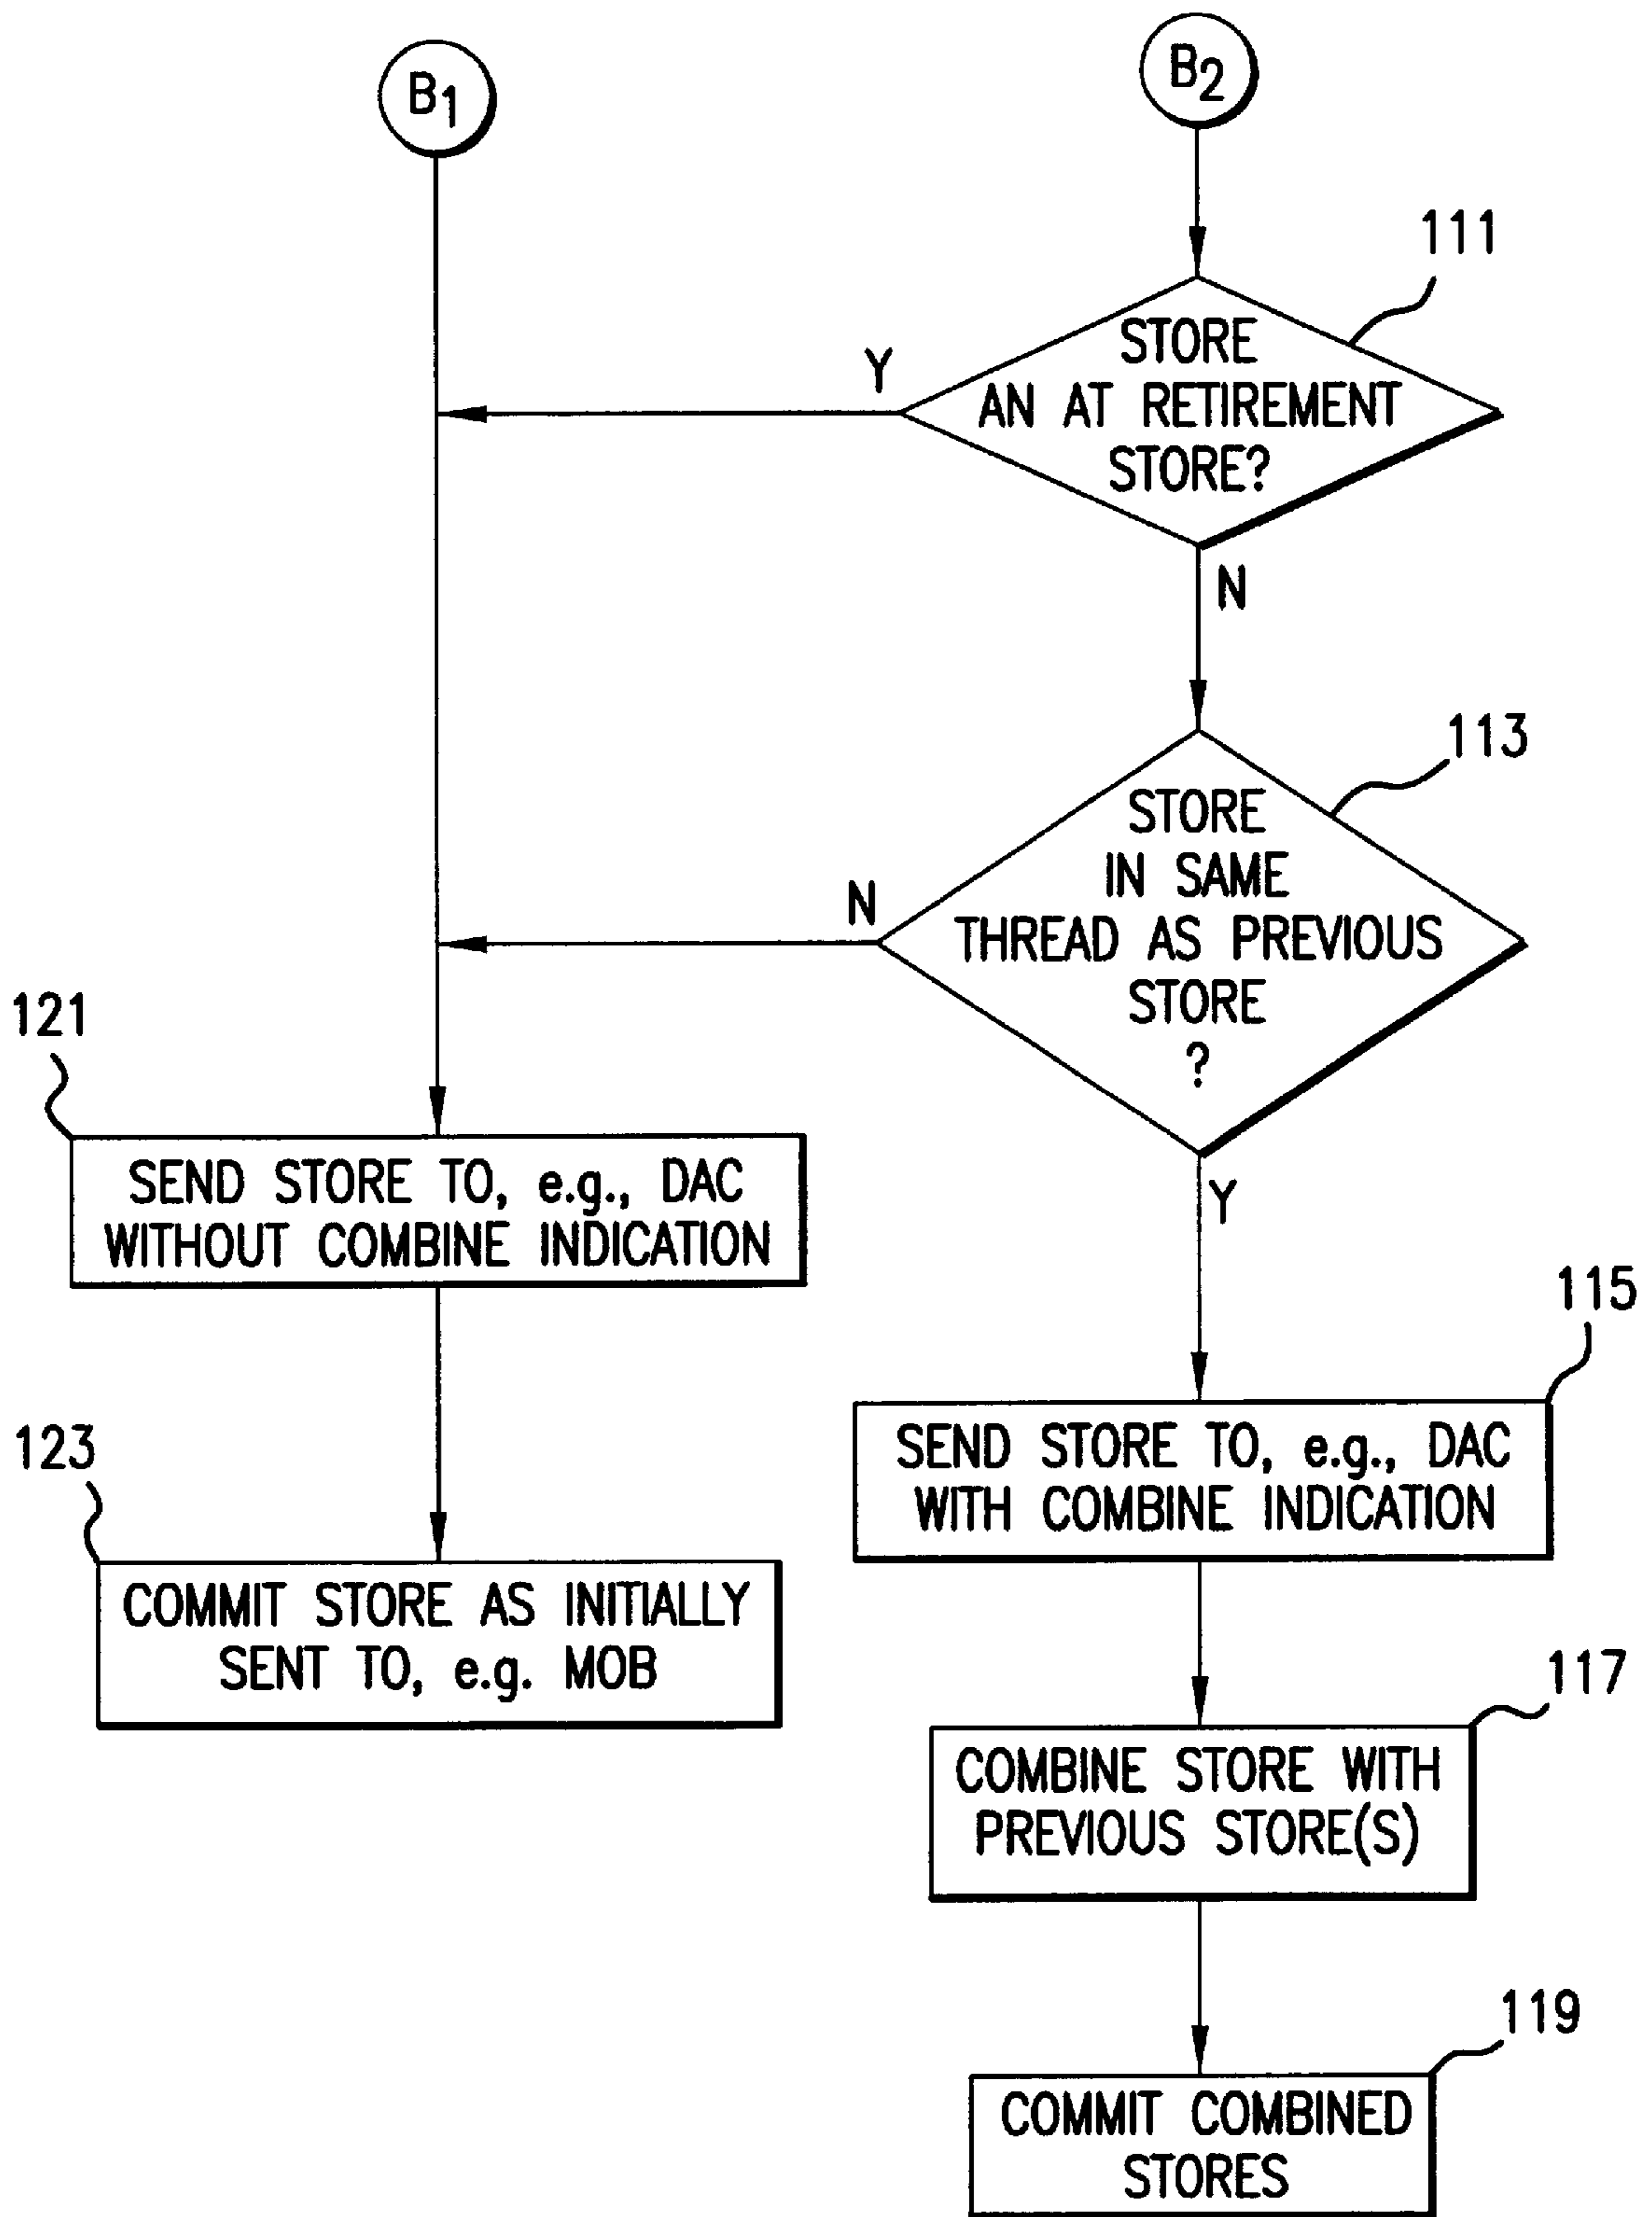 B1
B2
111
STORE
AN AT RETIREMENT
STORE?
Y
N
113
STORE
IN SAME
THREAD AS PREVIOUS
STORE
?
N
Y
121
SEND STORE TO, e.g., DAC
WITHOUT COMBINE INDICATION
115
SEND STORE TO, e.g., DAC
WITH COMBINE INDICATION
123
COMMIT STORE AS INITIALLY
SENT TO, e.g. MOB
117
COMBINE STORE WITH
PREVIOUS STORE(S)
119
COMMIT COMBINED
STORES